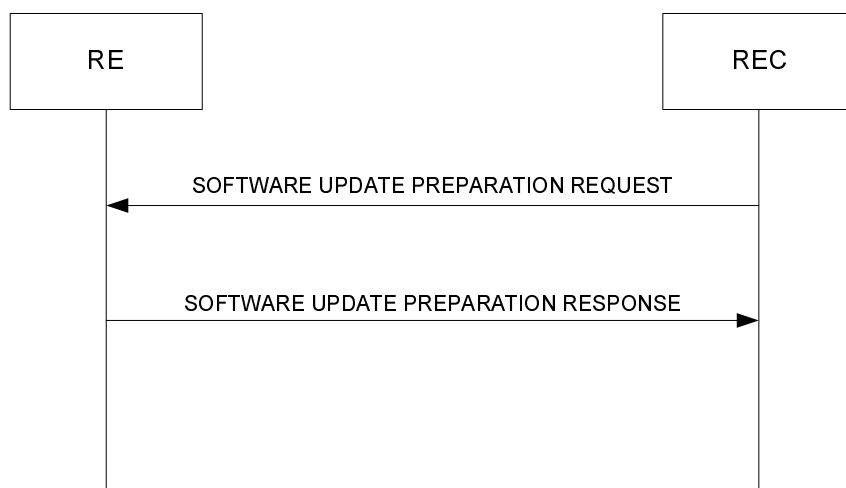 RE
REC
SOFTWARE UPDATE PREPARATION REQUEST
SOFTWARE UPDATE PREPARATION RESPONSE